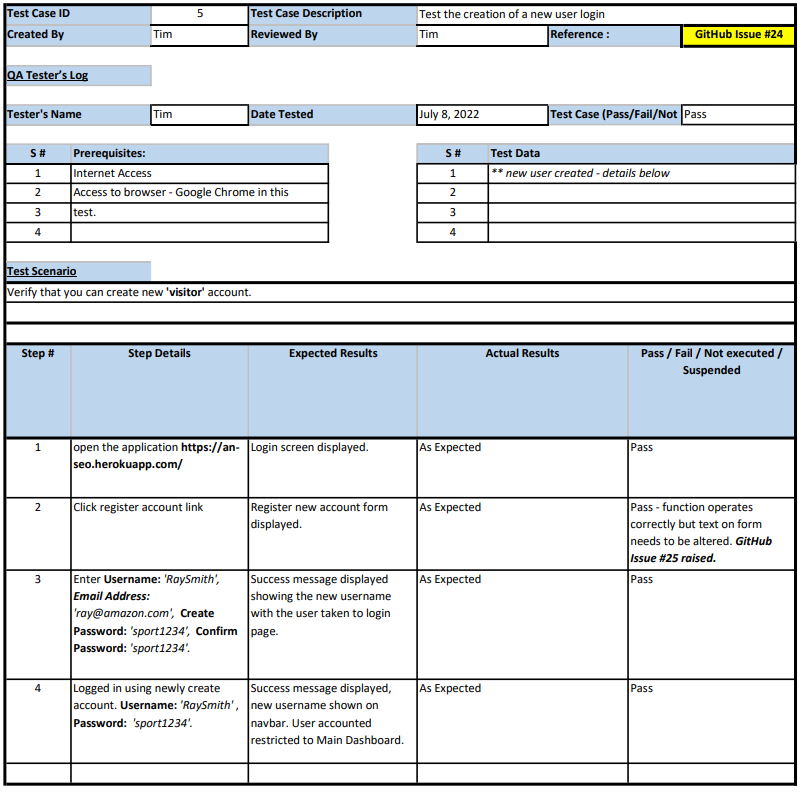 Test Case ID 5 Test Case Description Test the creation of a new user login
Created By Tim Reviewed By Tim Reference : GitHub Issue #24
QA Tester's Log
Tester's Name Tim Date Tested July 8, 2022 Test Case (Pass/Fail/Not Pass
S # Prerequisites: S # Test Data
1 Internet Access 1 ** new user created - details below
2 Access to browser - Google Chrome in this 2
3 test. 3
4 4
Test Scenario
Verify that you can create new 'visitor' account.
Step # Step Details Expected Results Actual Results Pass / Fail / Not executed /
Suspended
1 open the application https://an- Login screen displayed. As Expected Pass
seo.herokuapp.com/
2 Click register account link Register new account form As Expected Pass - function operates
displayed. correctly but text on form
needs to be altered. GitHub
Issue #25 raised.
3 Enter Username: 'RaySmith', Success message displayed As Expected Pass
Email Address: showing the new username
'ray@amazon.com', Create with the user taken to login
Password: 'sport1234', Confirm page.
Password: 'sport1234'.
4 Logged in using newly create Success message displayed, As Expected Pass
account. Username: 'RaySmith' , new username shown on
Password: 'sport1234'. navbar. User accounted
restricted to Main Dashboard.